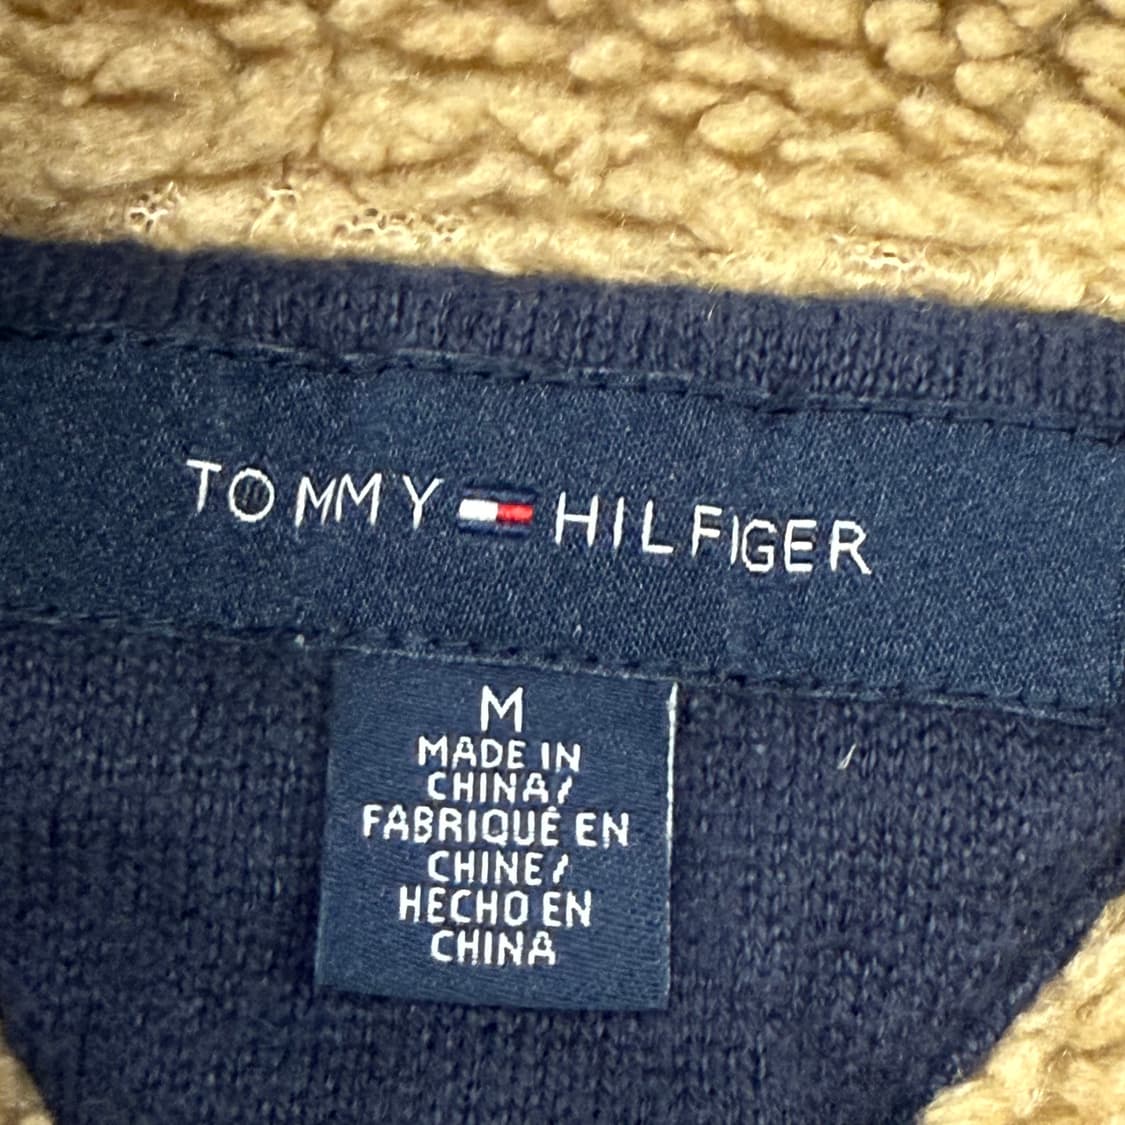 TOMMY HILFIGER
M
MADE IN
CHINA/
FABRIQUÉ EN
CHINE/
HECHO EN
CHINA